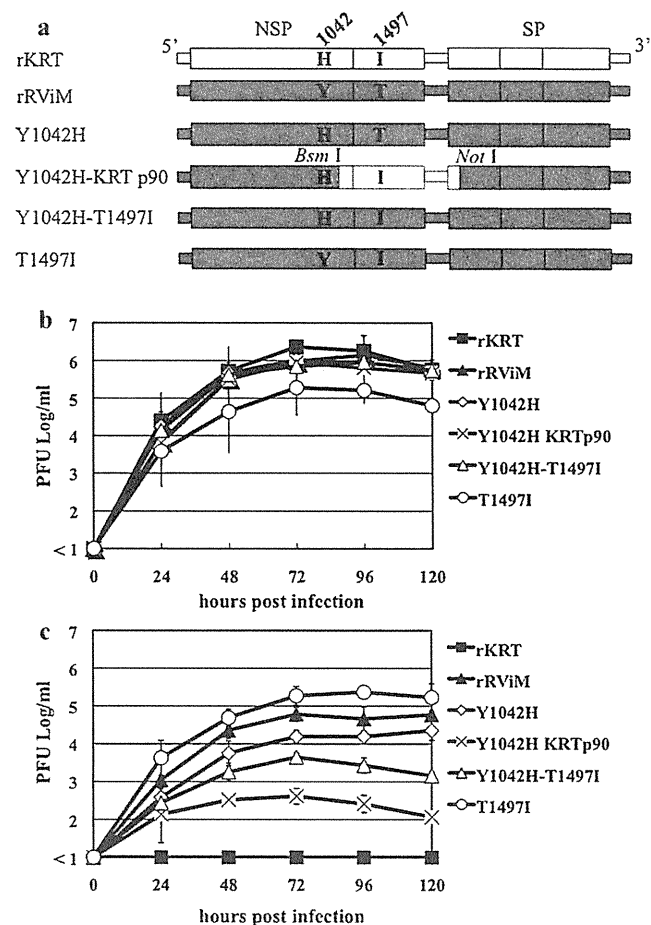 a
NSP 1042 1497 SP
5' 3'
rKRT H I
rRViM Y T
Y1042H H T
Bsm I Not I
Y1042H-KRT p90 H I
Y1042H-T1497I H I
T1497I Y I
b
7
6
5
4
3
2
<1
PFU Log/ml
0 24 48 72 96 120
hours post infection
rKRT
rRViM
Y1042H
Y1042H KRTp90
Y1042H-T1497I
T1497I
c
7
6
5
4
3
2
<1
PFU Log/ml
0 24 48 72 96 120
hours post infection
rKRT
rRViM
Y1042H
Y1042H KRTp90
Y1042H-T1497I
T1497I